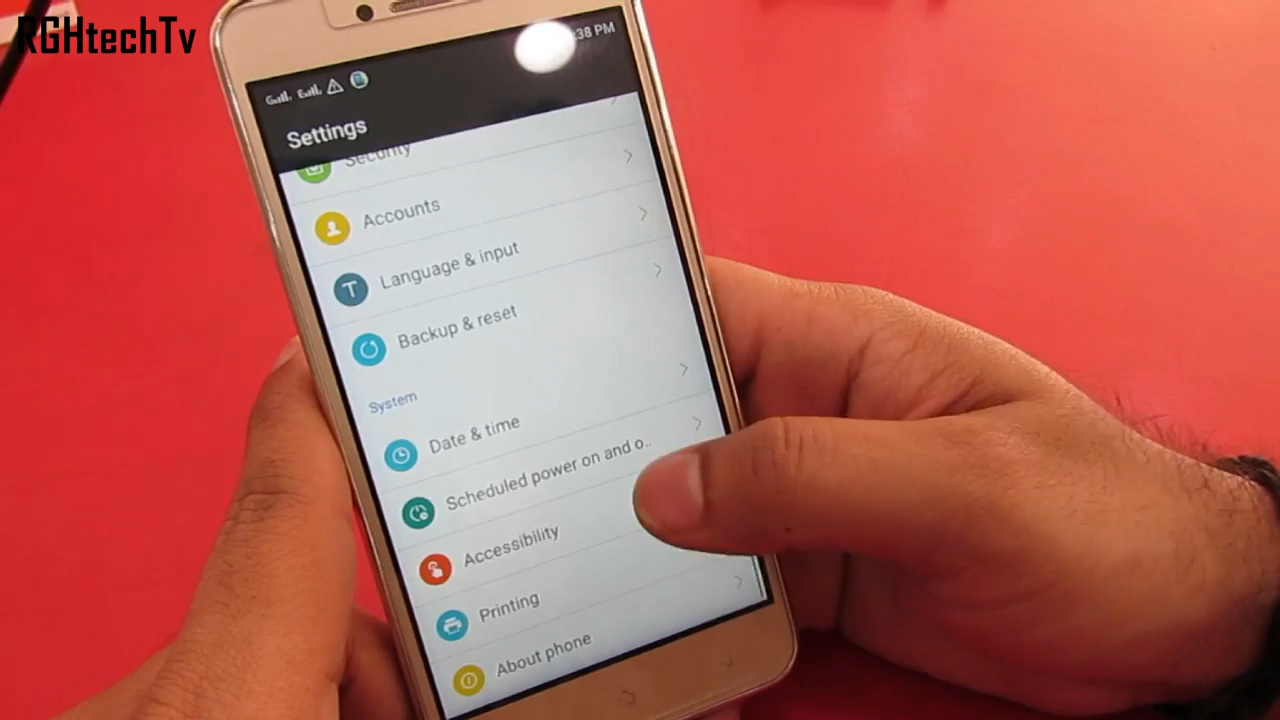 RGHtechTv
:38 PM
Settings
Security
Accounts
Language & input
Backup & reset
System
Date & time
Scheduled power on and o..
Accessibility
Printing
About phone